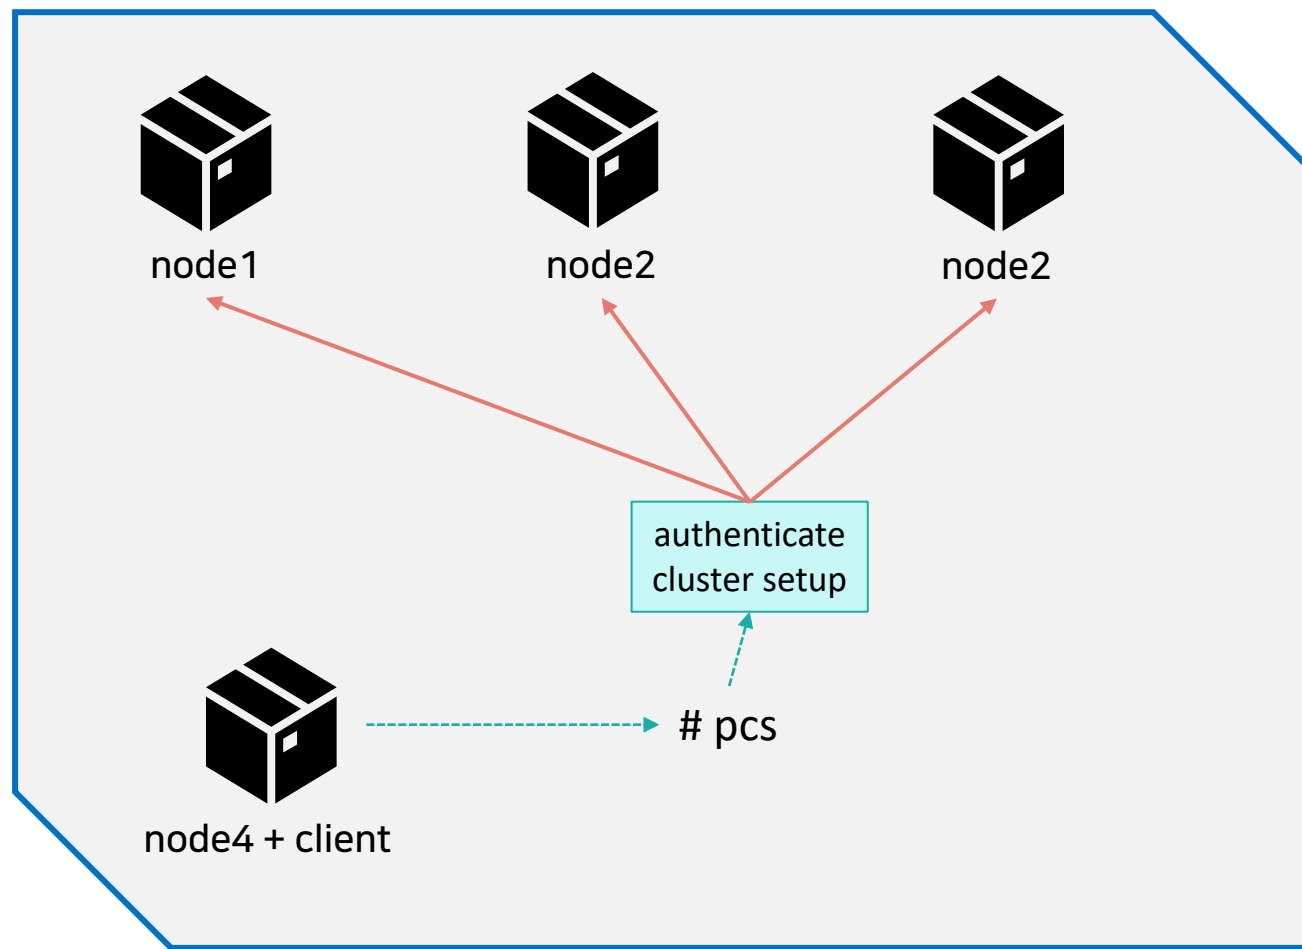 node1
node2
node2
authenticate
cluster setup
# pcs
node4 + client